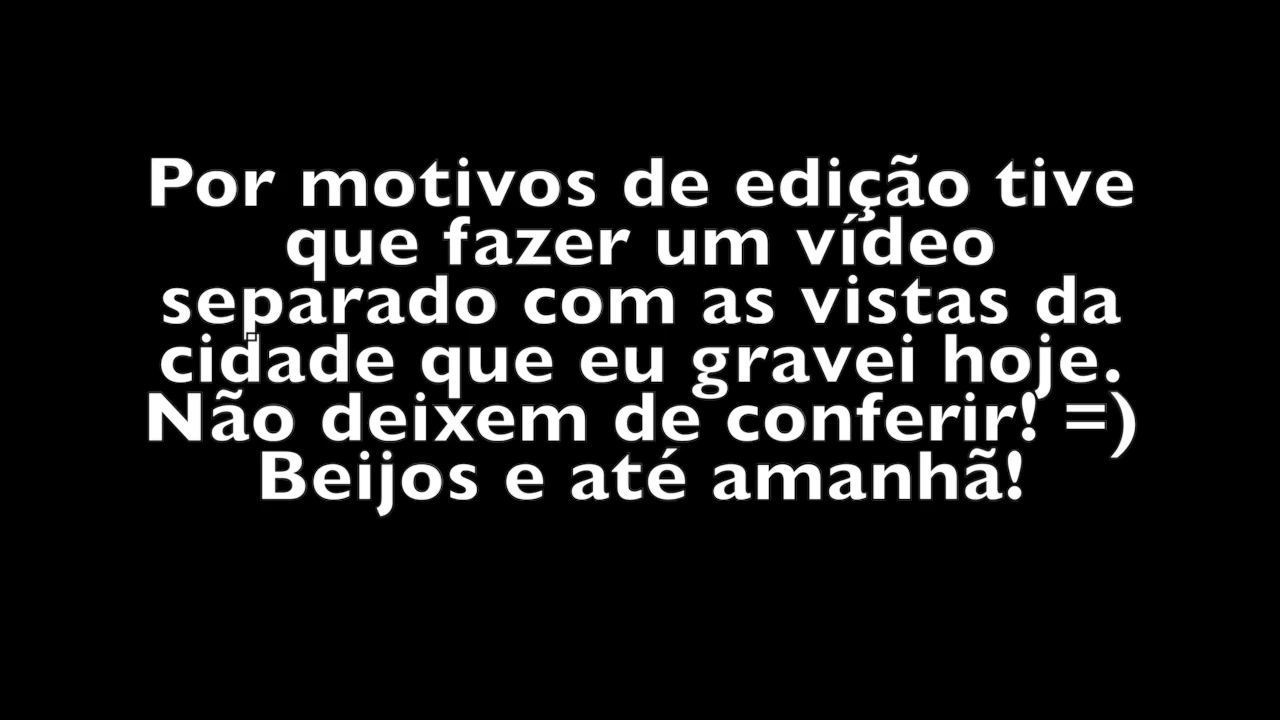 Por motivos de edição tive
que fazer um vídeo
separado com as vistas da
cidade que eu gravei hoje.
Não deixem de conferir! =)
Beijos e até amanhã!